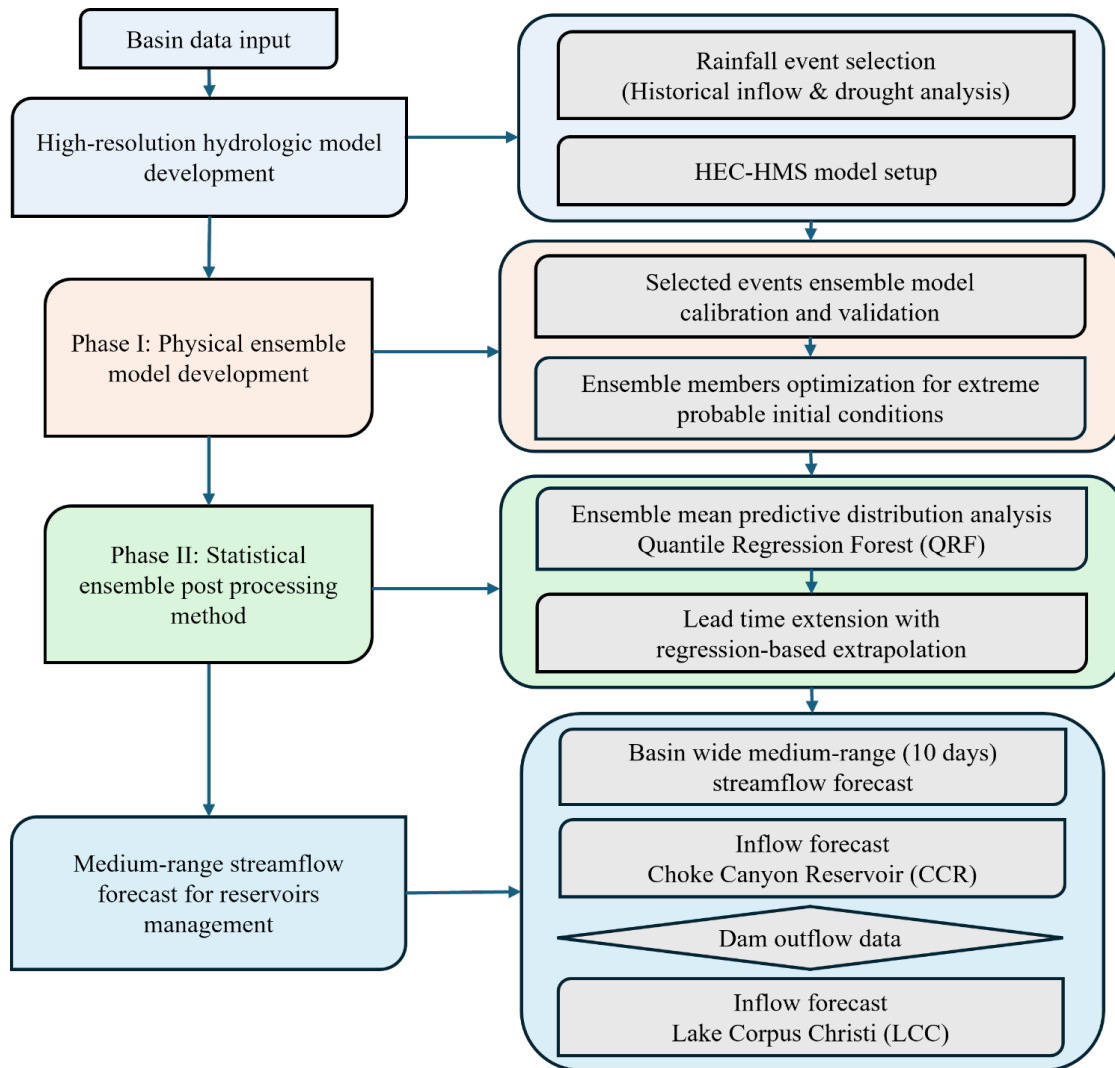 Basin data input
High-resolution hydrologic model
development
Rainfall event selection
(Historical inflow & drought analysis)
HEC-HMS model setup
Phase I: Physical ensemble
model development
Selected events ensemble model
calibration and validation
Ensemble members optimization for extreme
probable initial conditions
Phase II: Statistical
ensemble post processing
method
Ensemble mean predictive distribution analysis
Quantile Regression Forest (QRF)
Lead time extension with
regression-based extrapolation
Medium-range streamflow
forecast for reservoirs
management
Basin wide medium-range (10 days)
streamflow forecast
Inflow forecast
Choke Canyon Reservoir (CCR)
Dam outflow data
Inflow forecast
Lake Corpus Christi (LCC)